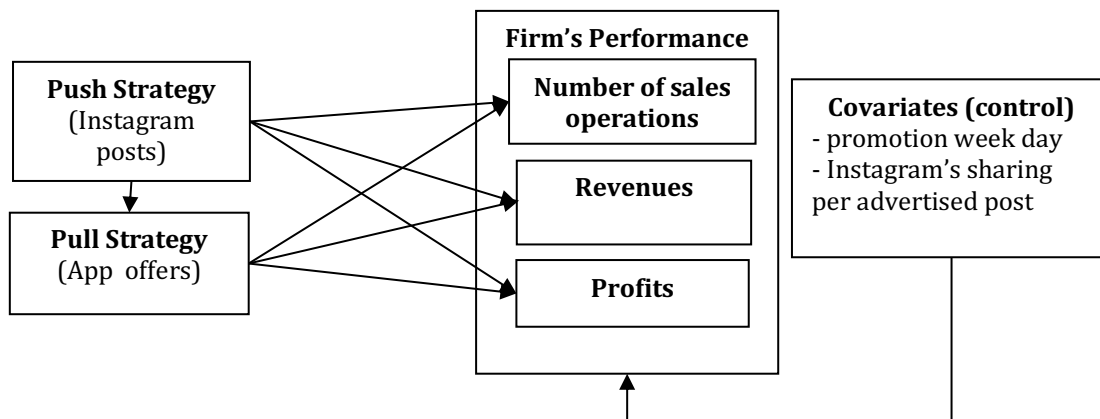 Push Strategy
(Instagram
posts)
Pull Strategy
(App offers)
Firm’s Performance
Number of sales
operations
Revenues
Profits
Covariates (control)
- promotion week day
- Instagram’s sharing
per advertised post